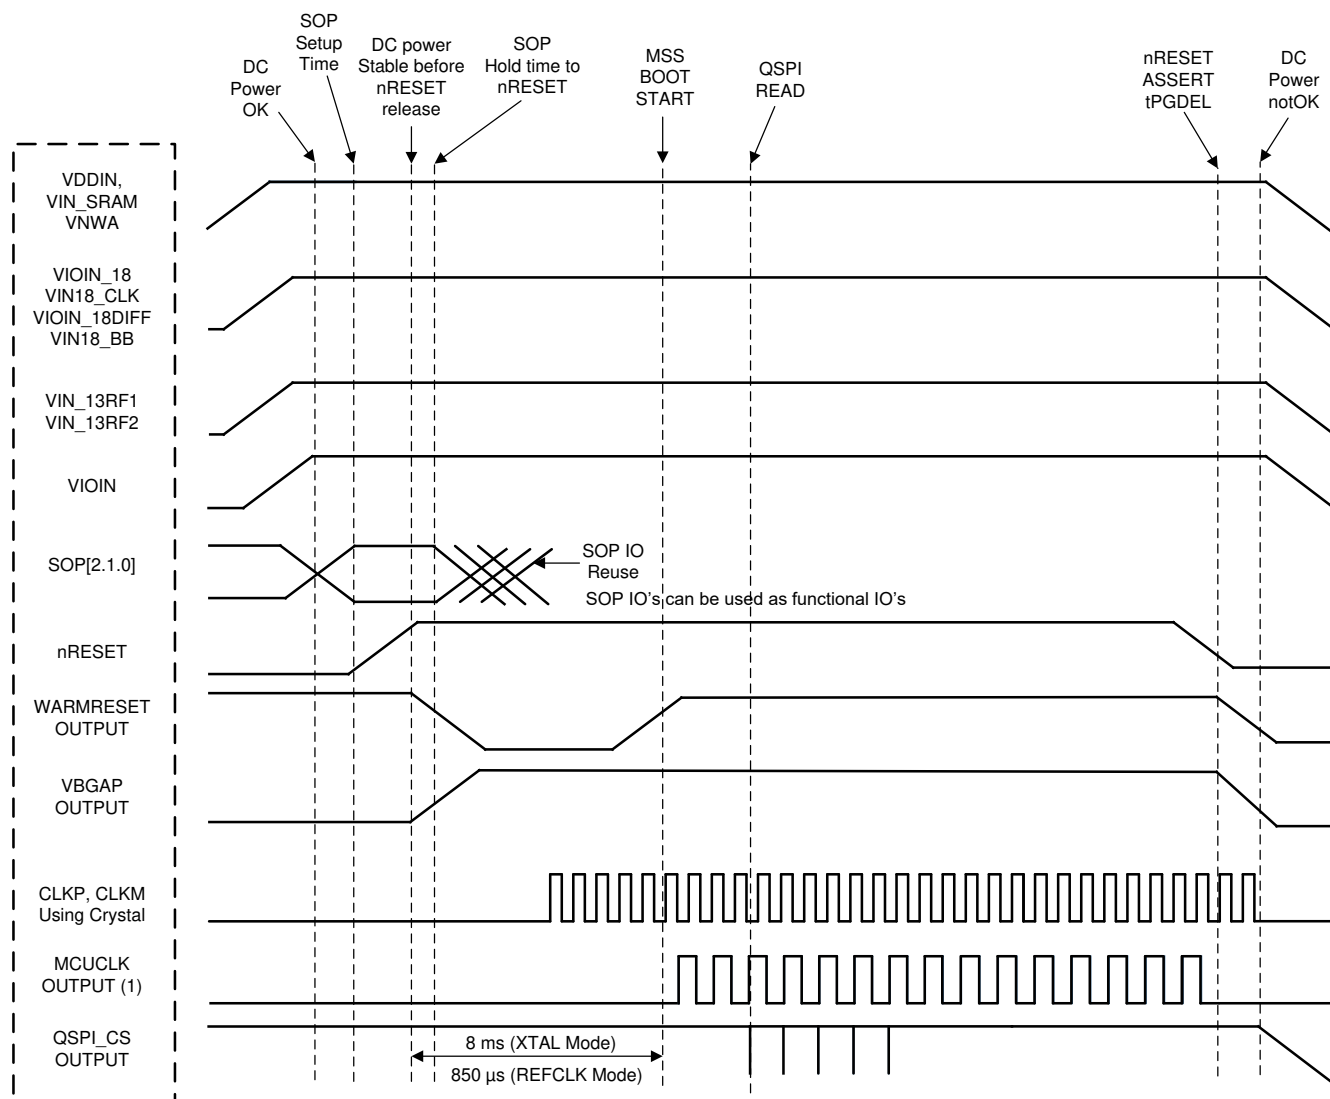 SOP
Setup
Time
DC
Power
OK
DC power
Stable before
nRESET
release
SOP
Hold time to
nRESET
MSS
BOOT
START
QSPI
READ
nRESET
ASSERT
tPGDEL
DC
Power
notOK
VDDIN,
VIN_SRAM
VNWA
VIOIN_18
VIN18_CLK
VIOIN_18DIFF
VIN18_BB
VIN_13RF1
VIN_13RF2
VIOIN
SOP[2.1.0]
SOP IO
Reuse
SOP IO's can be used as functional IO's
nRESET
WARMRESET
OUTPUT
VBGAP
OUTPUT
CLKP, CLKM
Using Crystal
MCUCLK
OUTPUT (1)
QSPI_CS
OUTPUT
8 ms (XTAL Mode)
850 µs (REFCLK Mode)